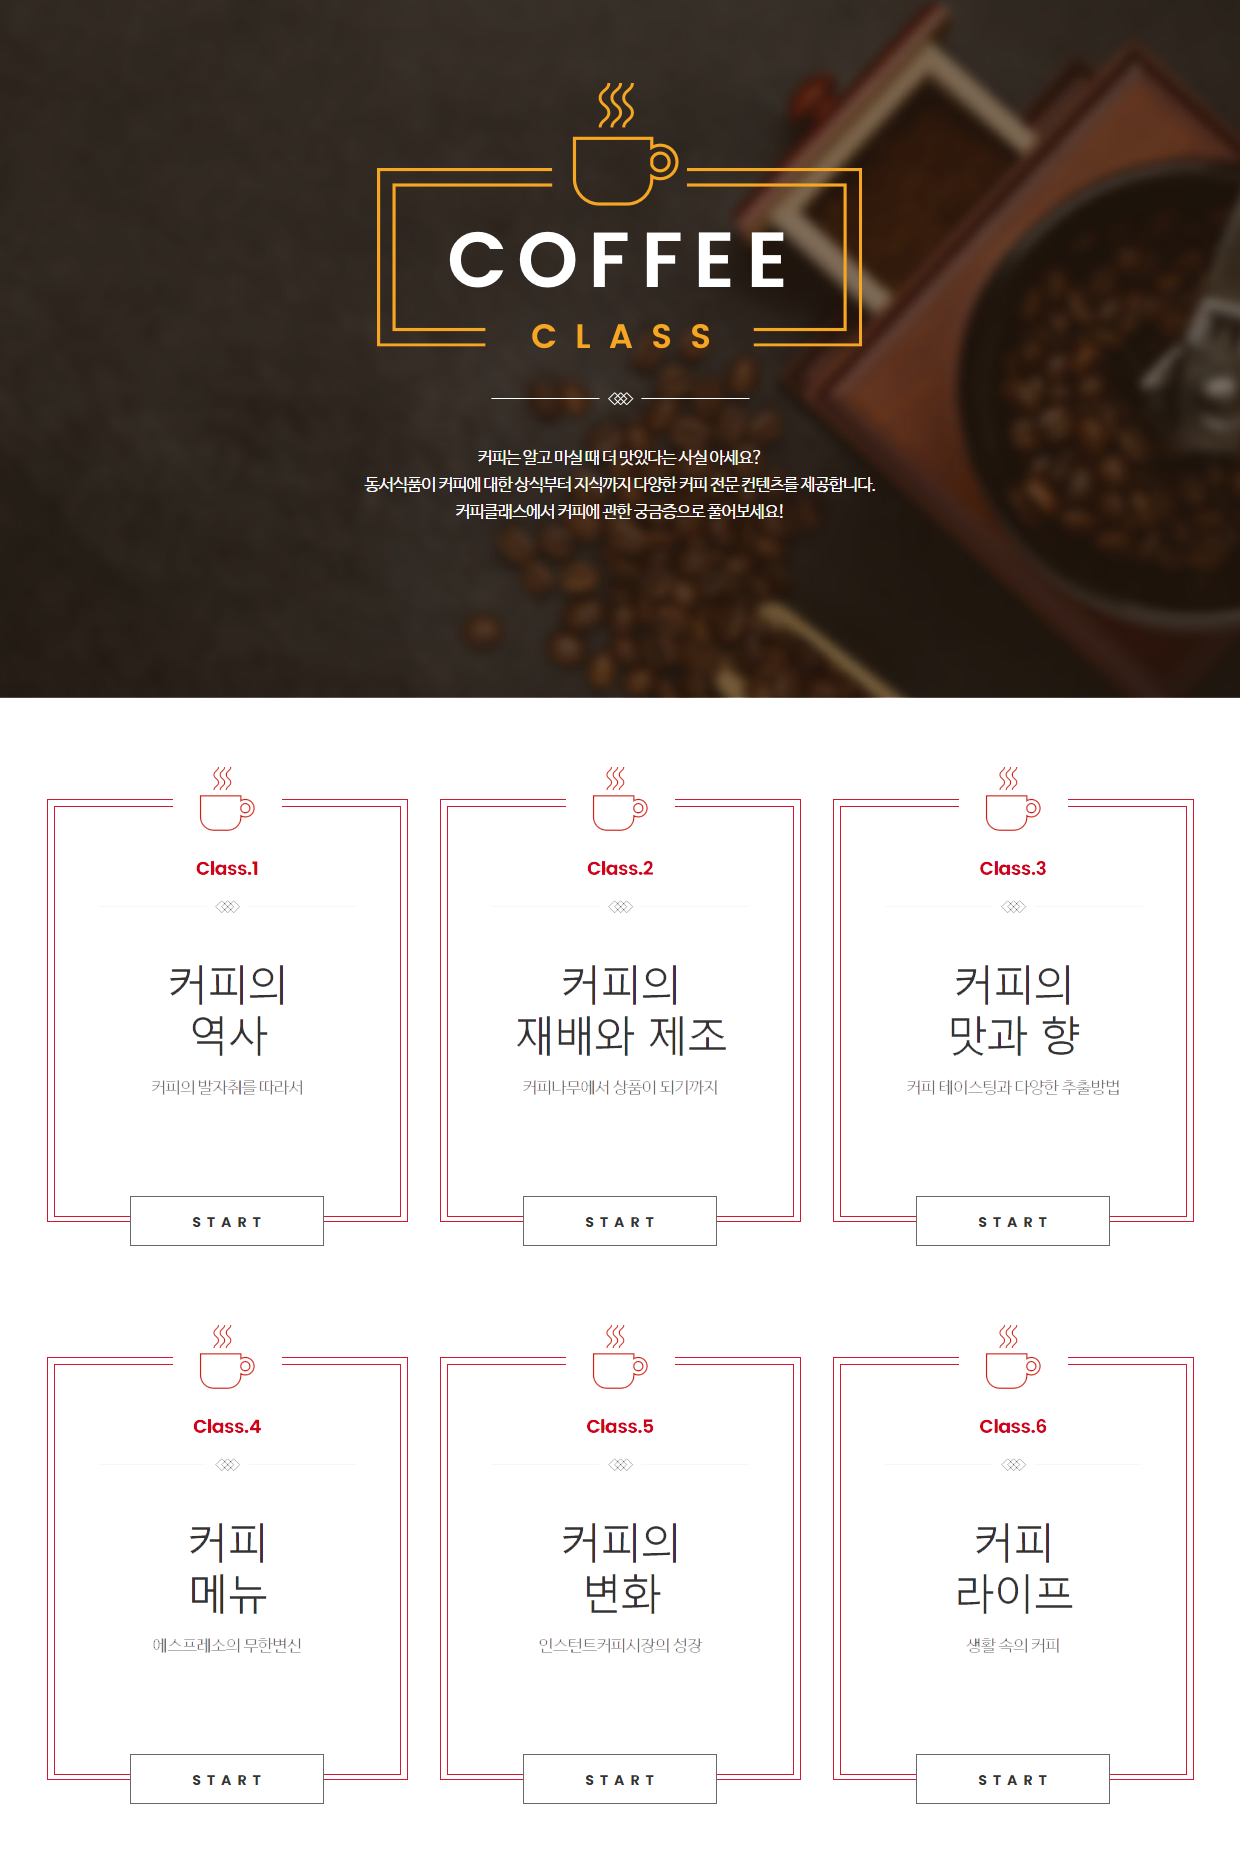 COFFEE
CLASS
커피는 알고 마실 때 더 맛있다는 사실 아세요?
동서식품이 커피에 대한 상식부터 지식까지 다양한 커피 전문 컨텐츠를 제공합니다.
커피클래스에서 커피에 관한 궁금증으로 풀어보세요!
Class.1
커피의
역사
커피의 발자취를 따라서
START
Class.2
커피의
재배와 제조
커피나무에서 상품이 되기까지
START
Class.3
커피의
맛과 향
커피 테이스팅과 다양한 추출방법
START
Class.4
커피
메뉴
에스프레소의 무한변신
START
Class.5
커피의
변화
인스턴트커피시장의 성장
START
Class.6
커피
라이프
생활 속의 커피
START